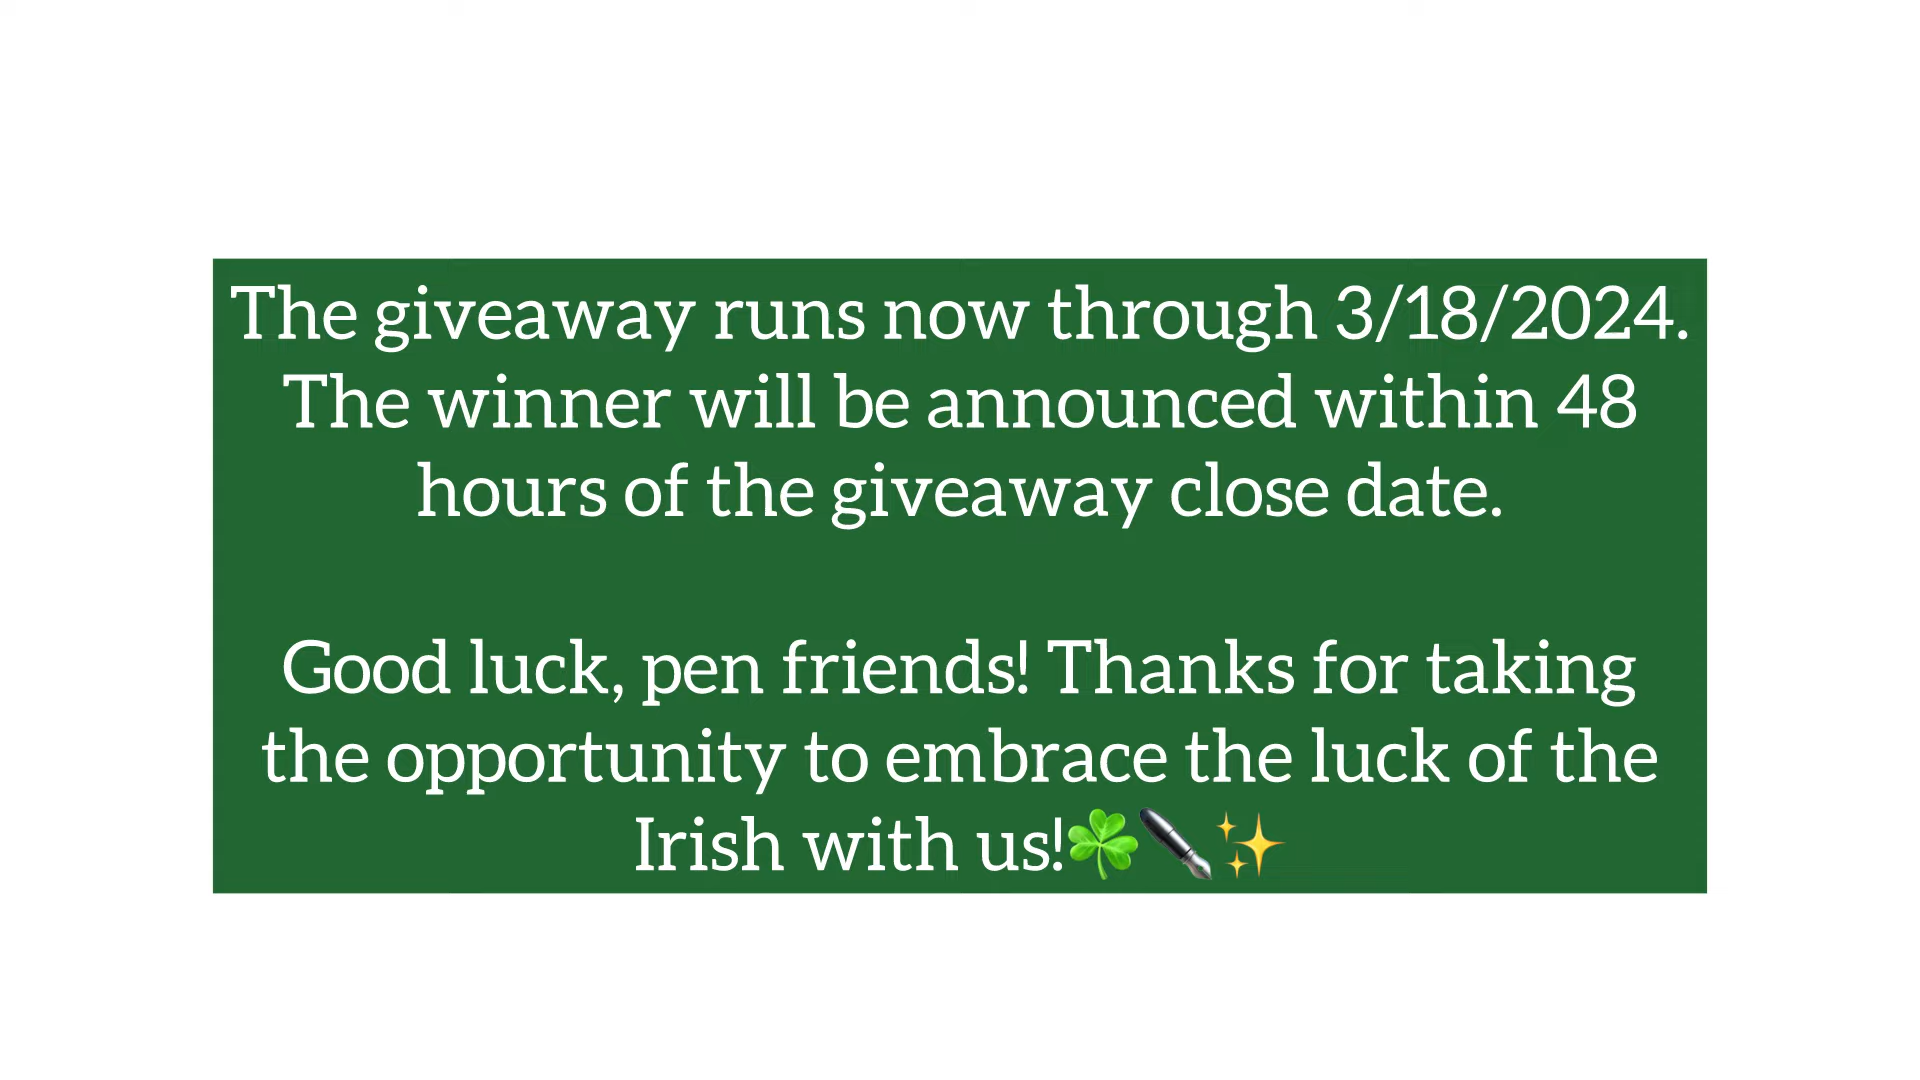 The giveaway runs now through 3/18/2024.
The winner will be announced within 48
hours of the giveaway close date.
Good luck, pen friends! Thanks for taking
the opportunity to embrace the luck of the
Irish with us!☘️🖋️✨